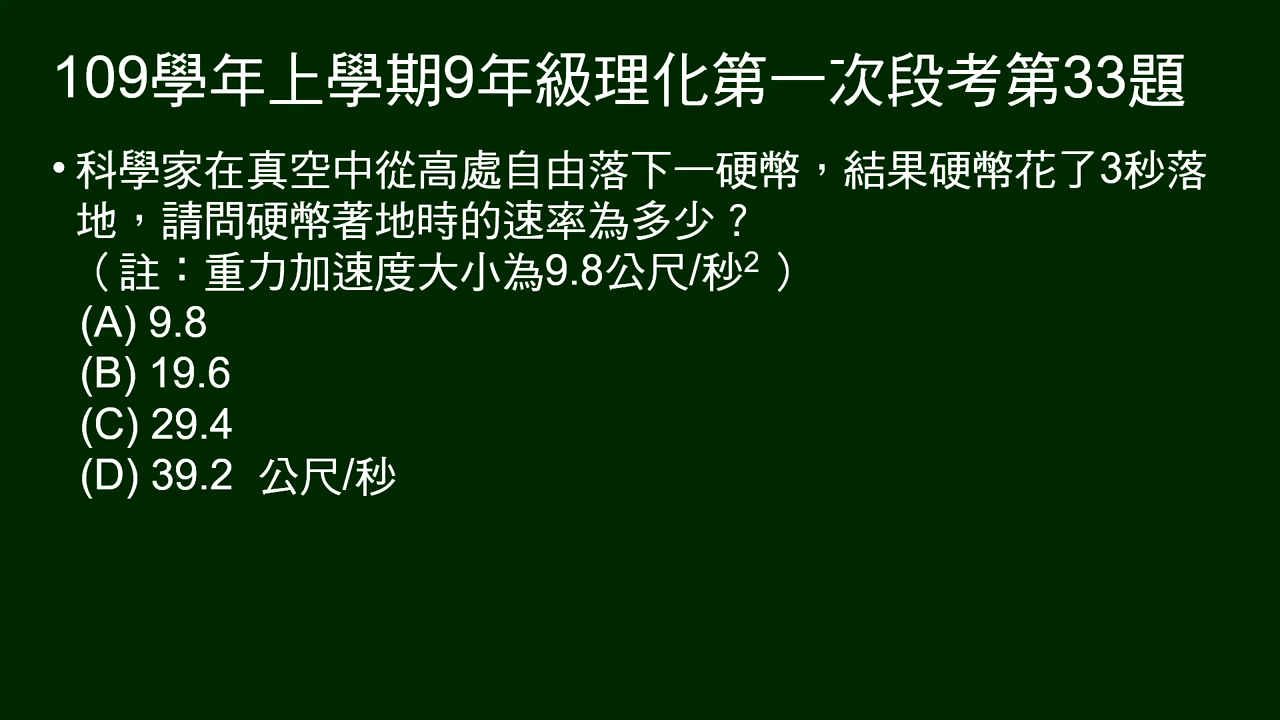 109學年上學期9年級理化第一次段考第33題
• 科學家在真空中從高處自由落下一硬幣，結果硬幣花了3秒落
地，請問硬幣著地時的速率為多少？
（註：重力加速度大小為9.8公尺/秒²）
(A) 9.8
(B) 19.6
(C) 29.4
(D) 39.2 公尺/秒